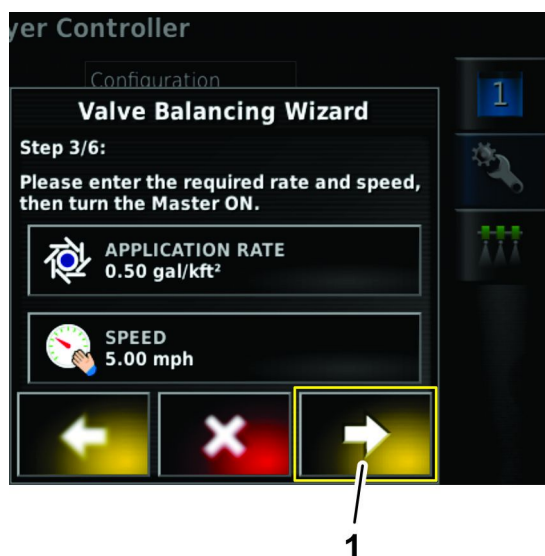 yer Controller
Configuration
1
Valve Balancing Wizard
Step 3/6:
Please enter the required rate and speed,
then turn the Master ON.
APPLICATION RATE
0.50 gal/kft²
SPEED
5.00 mph
1